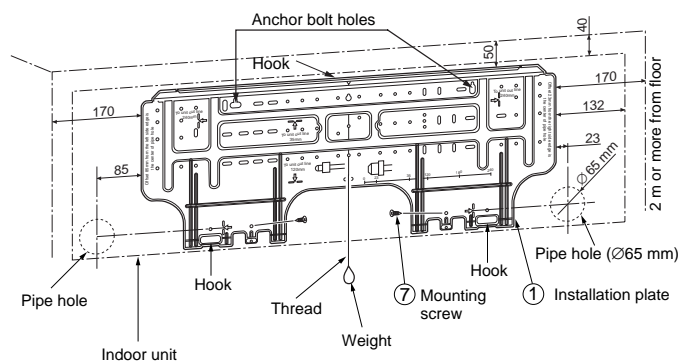 Anchor bolt holes
40
50
Hook
170
170
132
23
85
Ø 65 mm
2 m or more from floor
Pipe hole (Ø65 mm)
Hook
Hook
Pipe hole
Thread
7 Mounting
screw
1 Installation plate
Weight
Indoor unit